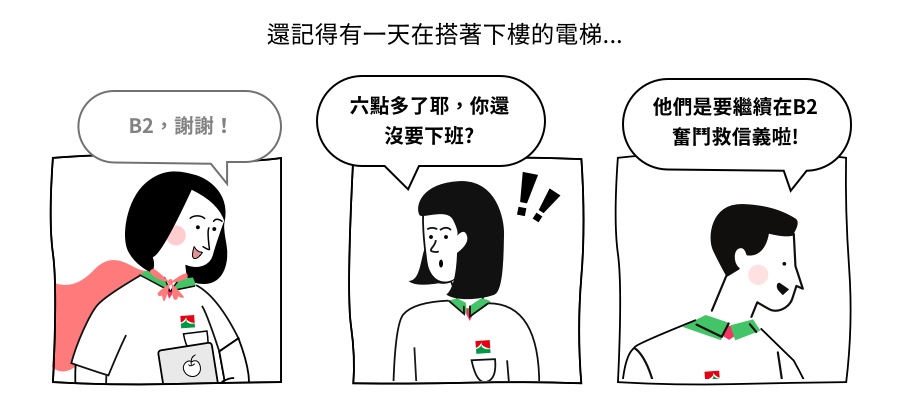 還記得有一天在搭著下樓的電梯...
B2，謝謝！
六點多了耶，你還
沒要下班?
他們是要繼續在B2
奮鬥救信義啦!
!!